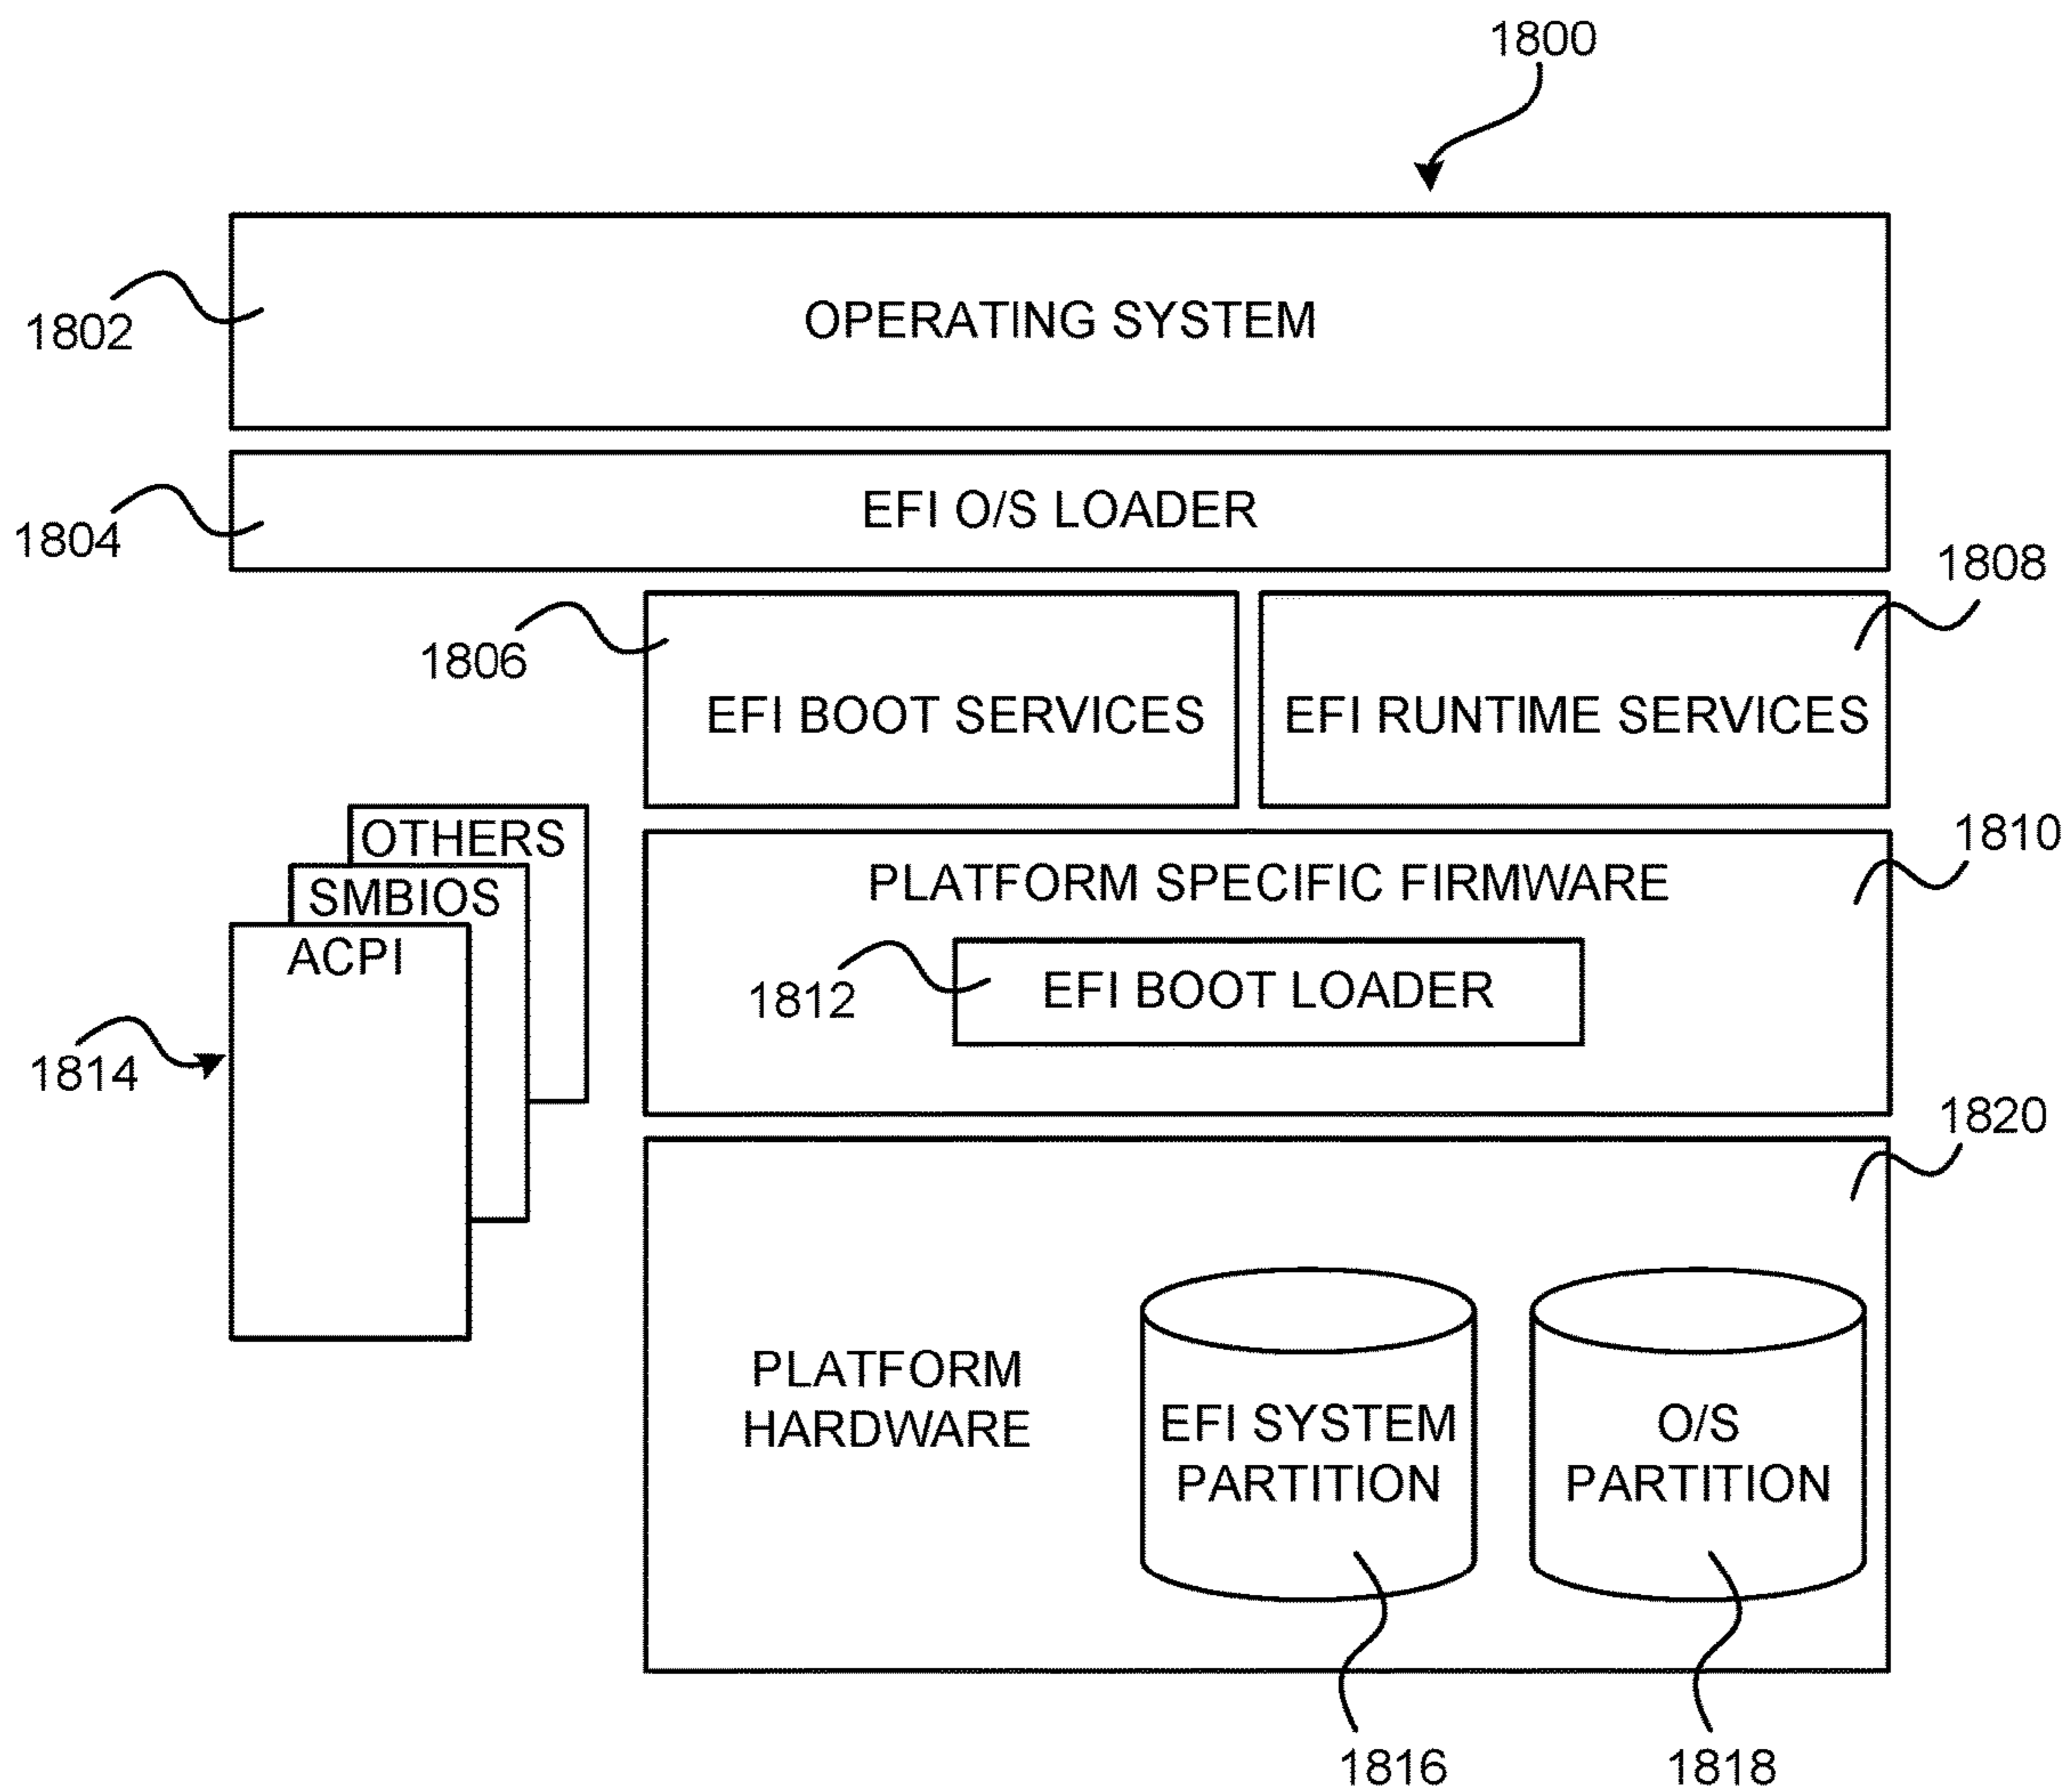 1800
OPERATING SYSTEM
1802
EFI O/S LOADER
1804
1808
1806
EFI BOOT SERVICES
EFI RUNTIME SERVICES
OTHERS
SMBIOS
ACPI
1810
PLATFORM SPECIFIC FIRMWARE
1812
EFI BOOT LOADER
1814
1820
PLATFORM
HARDWARE
EFI SYSTEM
PARTITION
O/S
PARTITION
1816
1818